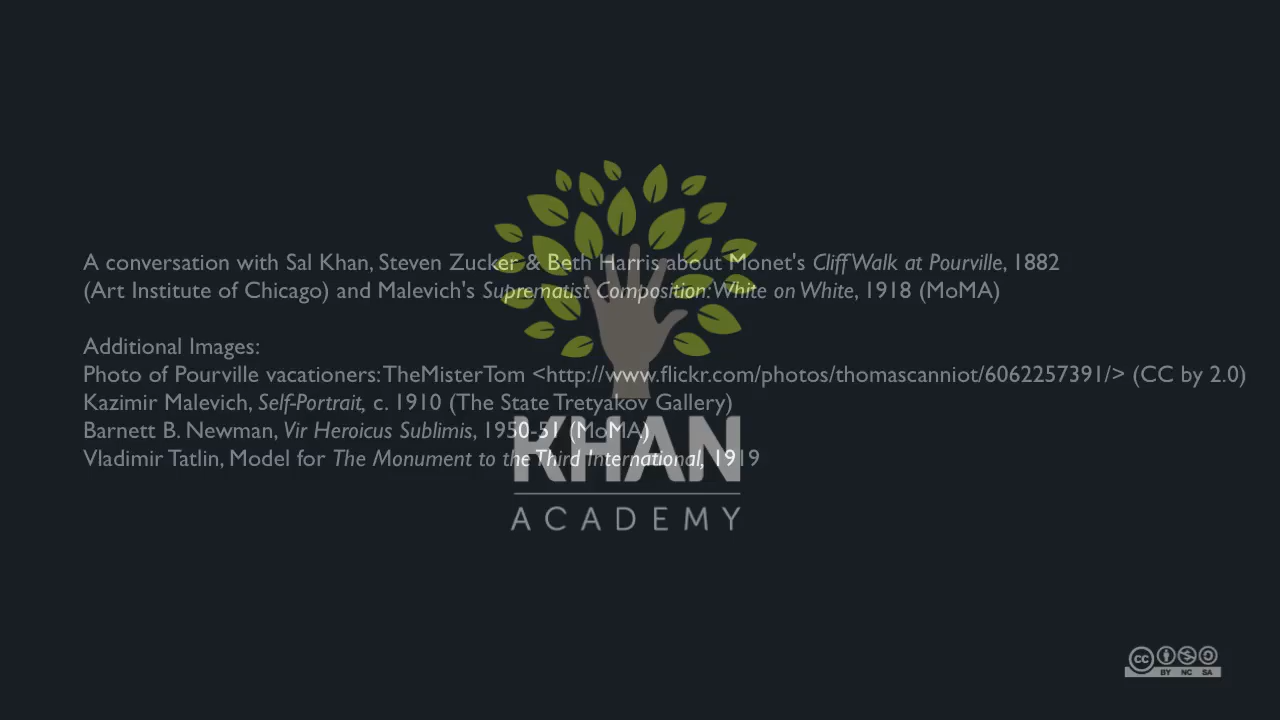 A conversation with Sal Khan, Steven Zucker & Beth Harris about Monet's Cliff Walk at Pourville, 1882
(Art Institute of Chicago) and Malevich's Suprematist Composition: White on White, 1918 (MoMA)
Additional Images:
Photo of Pourville vacationers: TheMisterTom <http://www.flickr.com/photos/thomascanniot/6062257391/> (CC by 2.0)
Kazimir Malevich, Self-Portrait, c. 1910 (The State Tretyakov Gallery)
Barnett B. Newman, Vir Heroicus Sublimis, 1950-51 (MoMA)
Vladimir Tatlin, Model for The Monument to the Third International, 1919
KHAN
ACADEMY
cc
BY NC SA